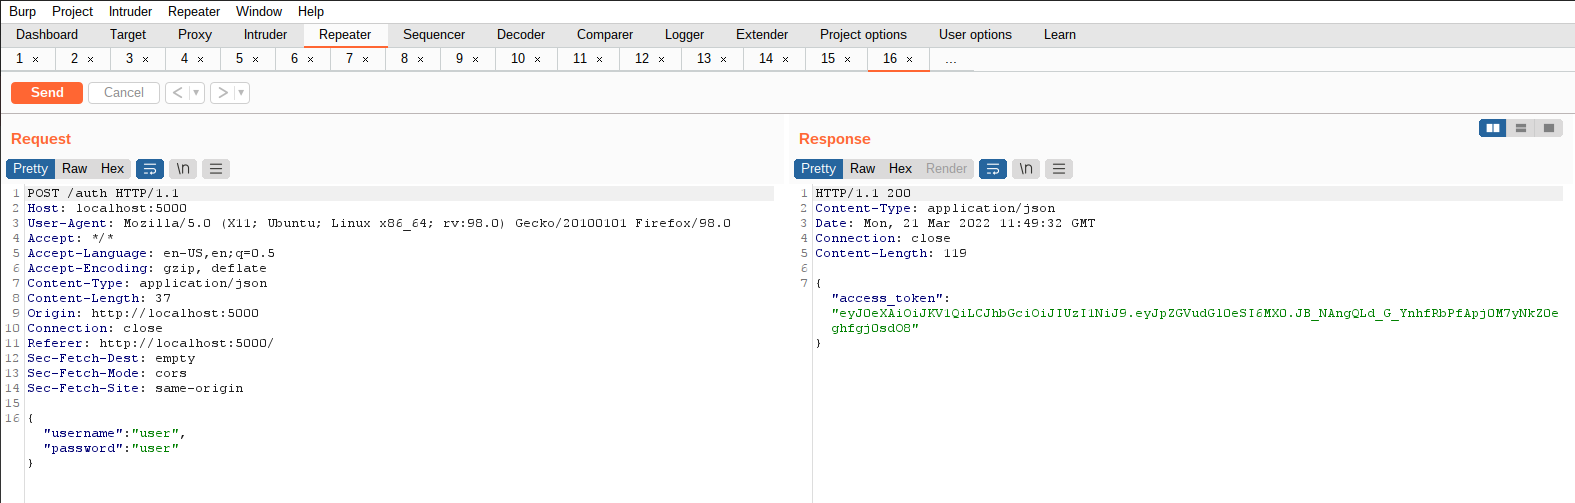 Burp Project Intruder Repeater Window Help
Dashboard Target Proxy Intruder Repeater Sequencer Decoder Comparer Logger Extender Project options User options Learn
1 × 2 × 3 × 4 × 5 × 6 × 7 × 8 × 9 × 10 × 11 × 12 × 13 × 14 × 15 × 16 × ...
Send Cancel < ▼ > ▼
Request
Pretty Raw Hex \n
1 POST /auth HTTP/1.1
2 Host: localhost:5000
3 User-Agent: Mozilla/5.0 (X11; Ubuntu; Linux x86_64; rv:98.0) Gecko/20100101 Firefox/98.0
4 Accept: */*
5 Accept-Language: en-US,en;q=0.5
6 Accept-Encoding: gzip, deflate
7 Content-Type: application/json
8 Content-Length: 37
9 Origin: http://localhost:5000
10 Connection: close
11 Referer: http://localhost:5000/
12 Sec-Fetch-Dest: empty
13 Sec-Fetch-Mode: cors
14 Sec-Fetch-Site: same-origin
15
16 {
"username":"user",
"password":"user"
}
Response
Pretty Raw Hex Render \n
1 HTTP/1.1 200
2 Content-Type: application/json
3 Date: Mon, 21 Mar 2022 11:49:32 GMT
4 Connection: close
5 Content-Length: 119
6
7 {
"access_token":
"eyJ0eXAiOiJKV1QiLCJhbGciOiJIUzI1NiJ9.eyJpZGVudGl0eSI6MX0.JB_NAngQLd_G_YnhfRbPfApj0M7yNkZ0e
ghfgj0sdO8"
}